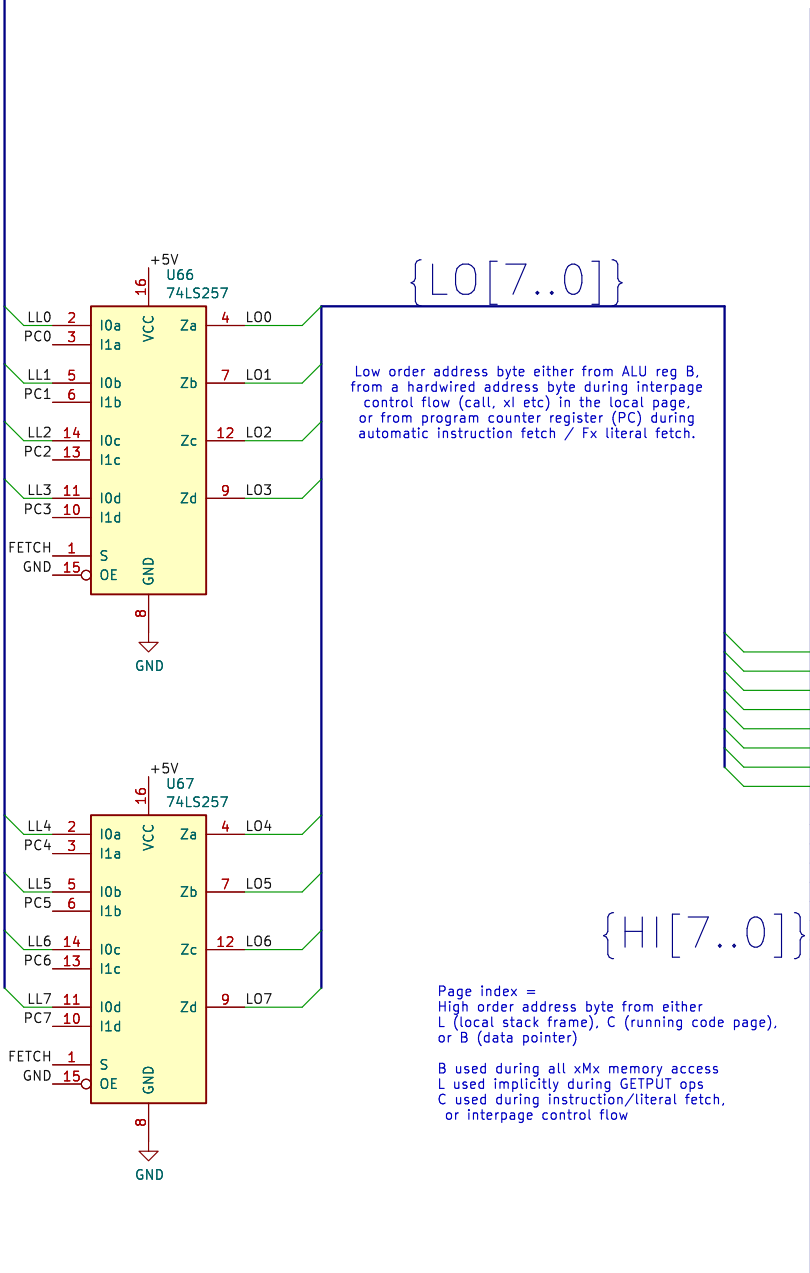 +5V
U66
74LS257
16
VCC
{LO[7..0]}
LL0 2 I0a Za 4 LO0
PC0 3 I1a
LL1 5 I0b Zb 7 LO1
PC1 6 I1b
LL2 14 I0c Zc 12 LO2
PC2 13 I1c
LL3 11 I0d Zd 9 LO3
PC3 10 I1d
FETCH 1 S
GND 15 OE
GND
8
GND
Low order address byte either from ALU reg B,
from a hardwired address byte during interpage
control flow (call, xI etc) in the local page,
or from program counter register (PC) during
automatic instruction fetch / Fx literal fetch.
+5V
U67
74LS257
16
VCC
LL4 2 I0a Za 4 LO4
PC4 3 I1a
LL5 5 I0b Zb 7 LO5
PC5 6 I1b
LL6 14 I0c Zc 12 LO6
PC6 13 I1c
LL7 11 I0d Zd 9 LO7
PC7 10 I1d
FETCH 1 S
GND 15 OE
GND
8
GND
{HI[7..0]}
Page index =
High order address byte from either
L (local stack frame), C (running code page),
or B (data pointer)
B used during all xMx memory access
L used implicitly during GETPUT ops
C used during instruction/literal fetch,
or interpage control flow